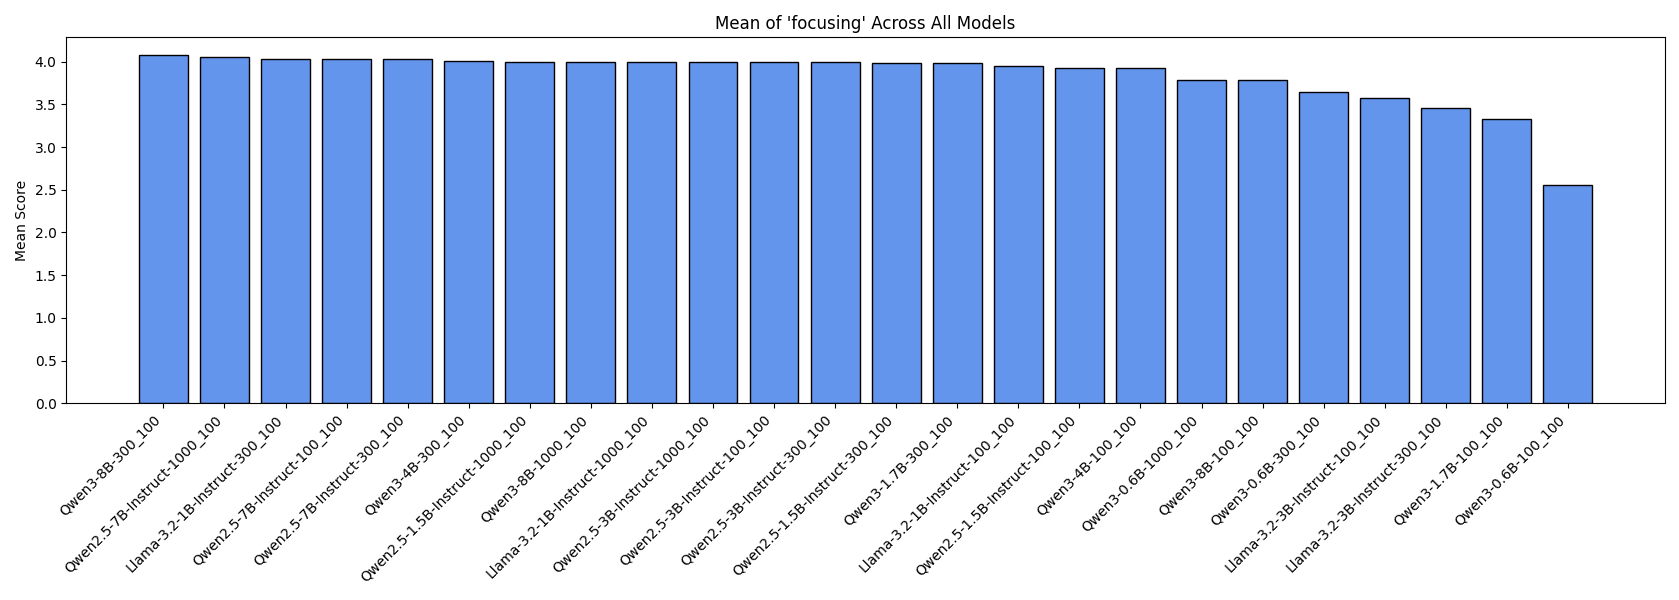 Mean of 'focusing' Across All Models
Mean Score
4.0
3.5
3.0
2.5
2.0
1.5
1.0
0.5
0.0
Qwen3-8B-300_100
Qwen2.5-7B-Instruct-1000_100
Llama-3.2-1B-Instruct-300_100
Qwen2.5-7B-Instruct-100_100
Qwen2.5-7B-Instruct-300_100
Qwen3-4B-300_100
Qwen2.5-1.5B-Instruct-1000_100
Qwen3-8B-1000_100
Llama-3.2-1B-Instruct-1000_100
Qwen2.5-3B-Instruct-1000_100
Qwen2.5-3B-Instruct-100_100
Qwen2.5-3B-Instruct-300_100
Qwen2.5-1.5B-Instruct-300_100
Qwen3-1.7B-300_100
Llama-3.2-1B-Instruct-100_100
Qwen2.5-1.5B-Instruct-100_100
Qwen3-4B-100_100
Qwen3-0.6B-1000_100
Qwen3-8B-100_100
Qwen3-0.6B-300_100
Llama-3.2-3B-Instruct-100_100
Llama-3.2-3B-Instruct-300_100
Qwen3-1.7B-100_100
Qwen3-0.6B-100_100